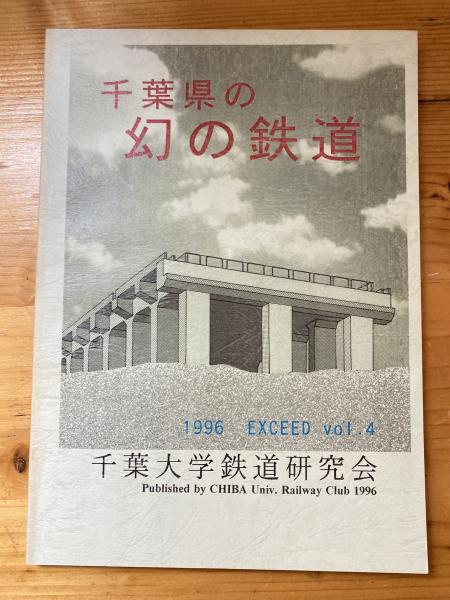 千葉県の
幻の鉄道
1996 EXCEED vol.4
千葉大学鉄道研究会
Published by CHIBA Univ. Railway Club 1996